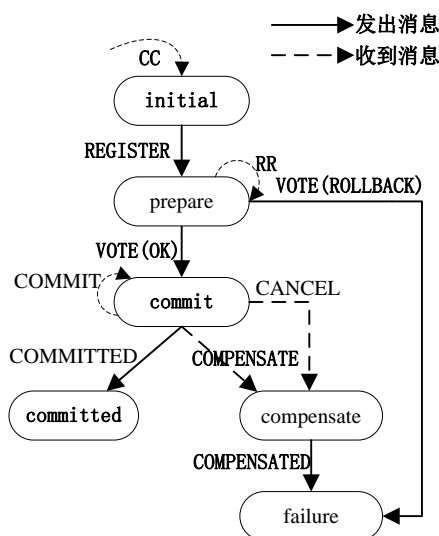 发出消息
收到消息
CC
initial
REGISTER
RR
prepare
VOTE(ROLLBACK)
VOTE(OK)
COMMIT
CANCEL
commit
COMMITTED
COMPENSATE
committed
compensate
COMPENSATED
failure